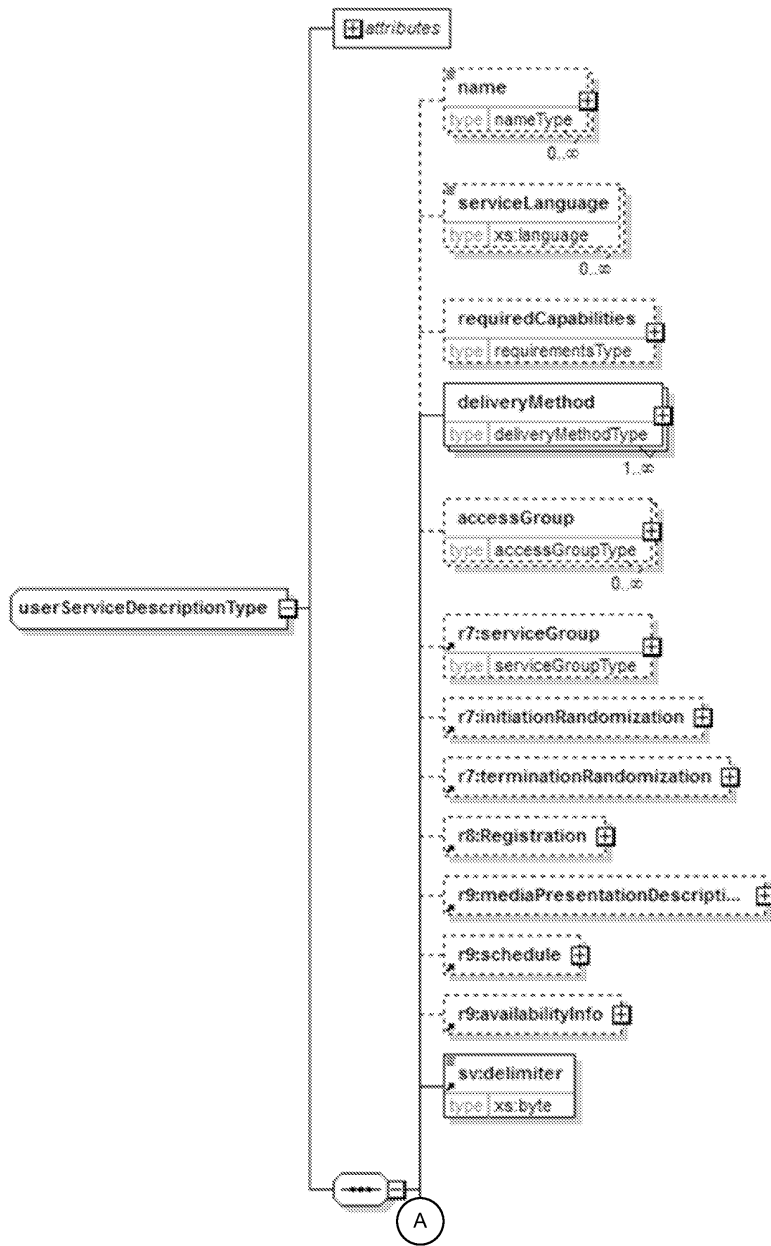 attributes
name
type nameType
0..∞
serviceLanguage
type xs:language
0..∞
requiredCapabilities
type requirementsType
deliveryMethod
type deliveryMethodType
1..∞
accessGroup
type accessGroupType
0..∞
userServiceDescriptionType
r7:serviceGroup
type serviceGroupType
r7:initiationRandomization
r7:terminationRandomization
r8:Registration
r9:mediaPresentationDescripti...
r9:schedule
r9:availabilityInfo
sv:delimiter
type xs:byte
A